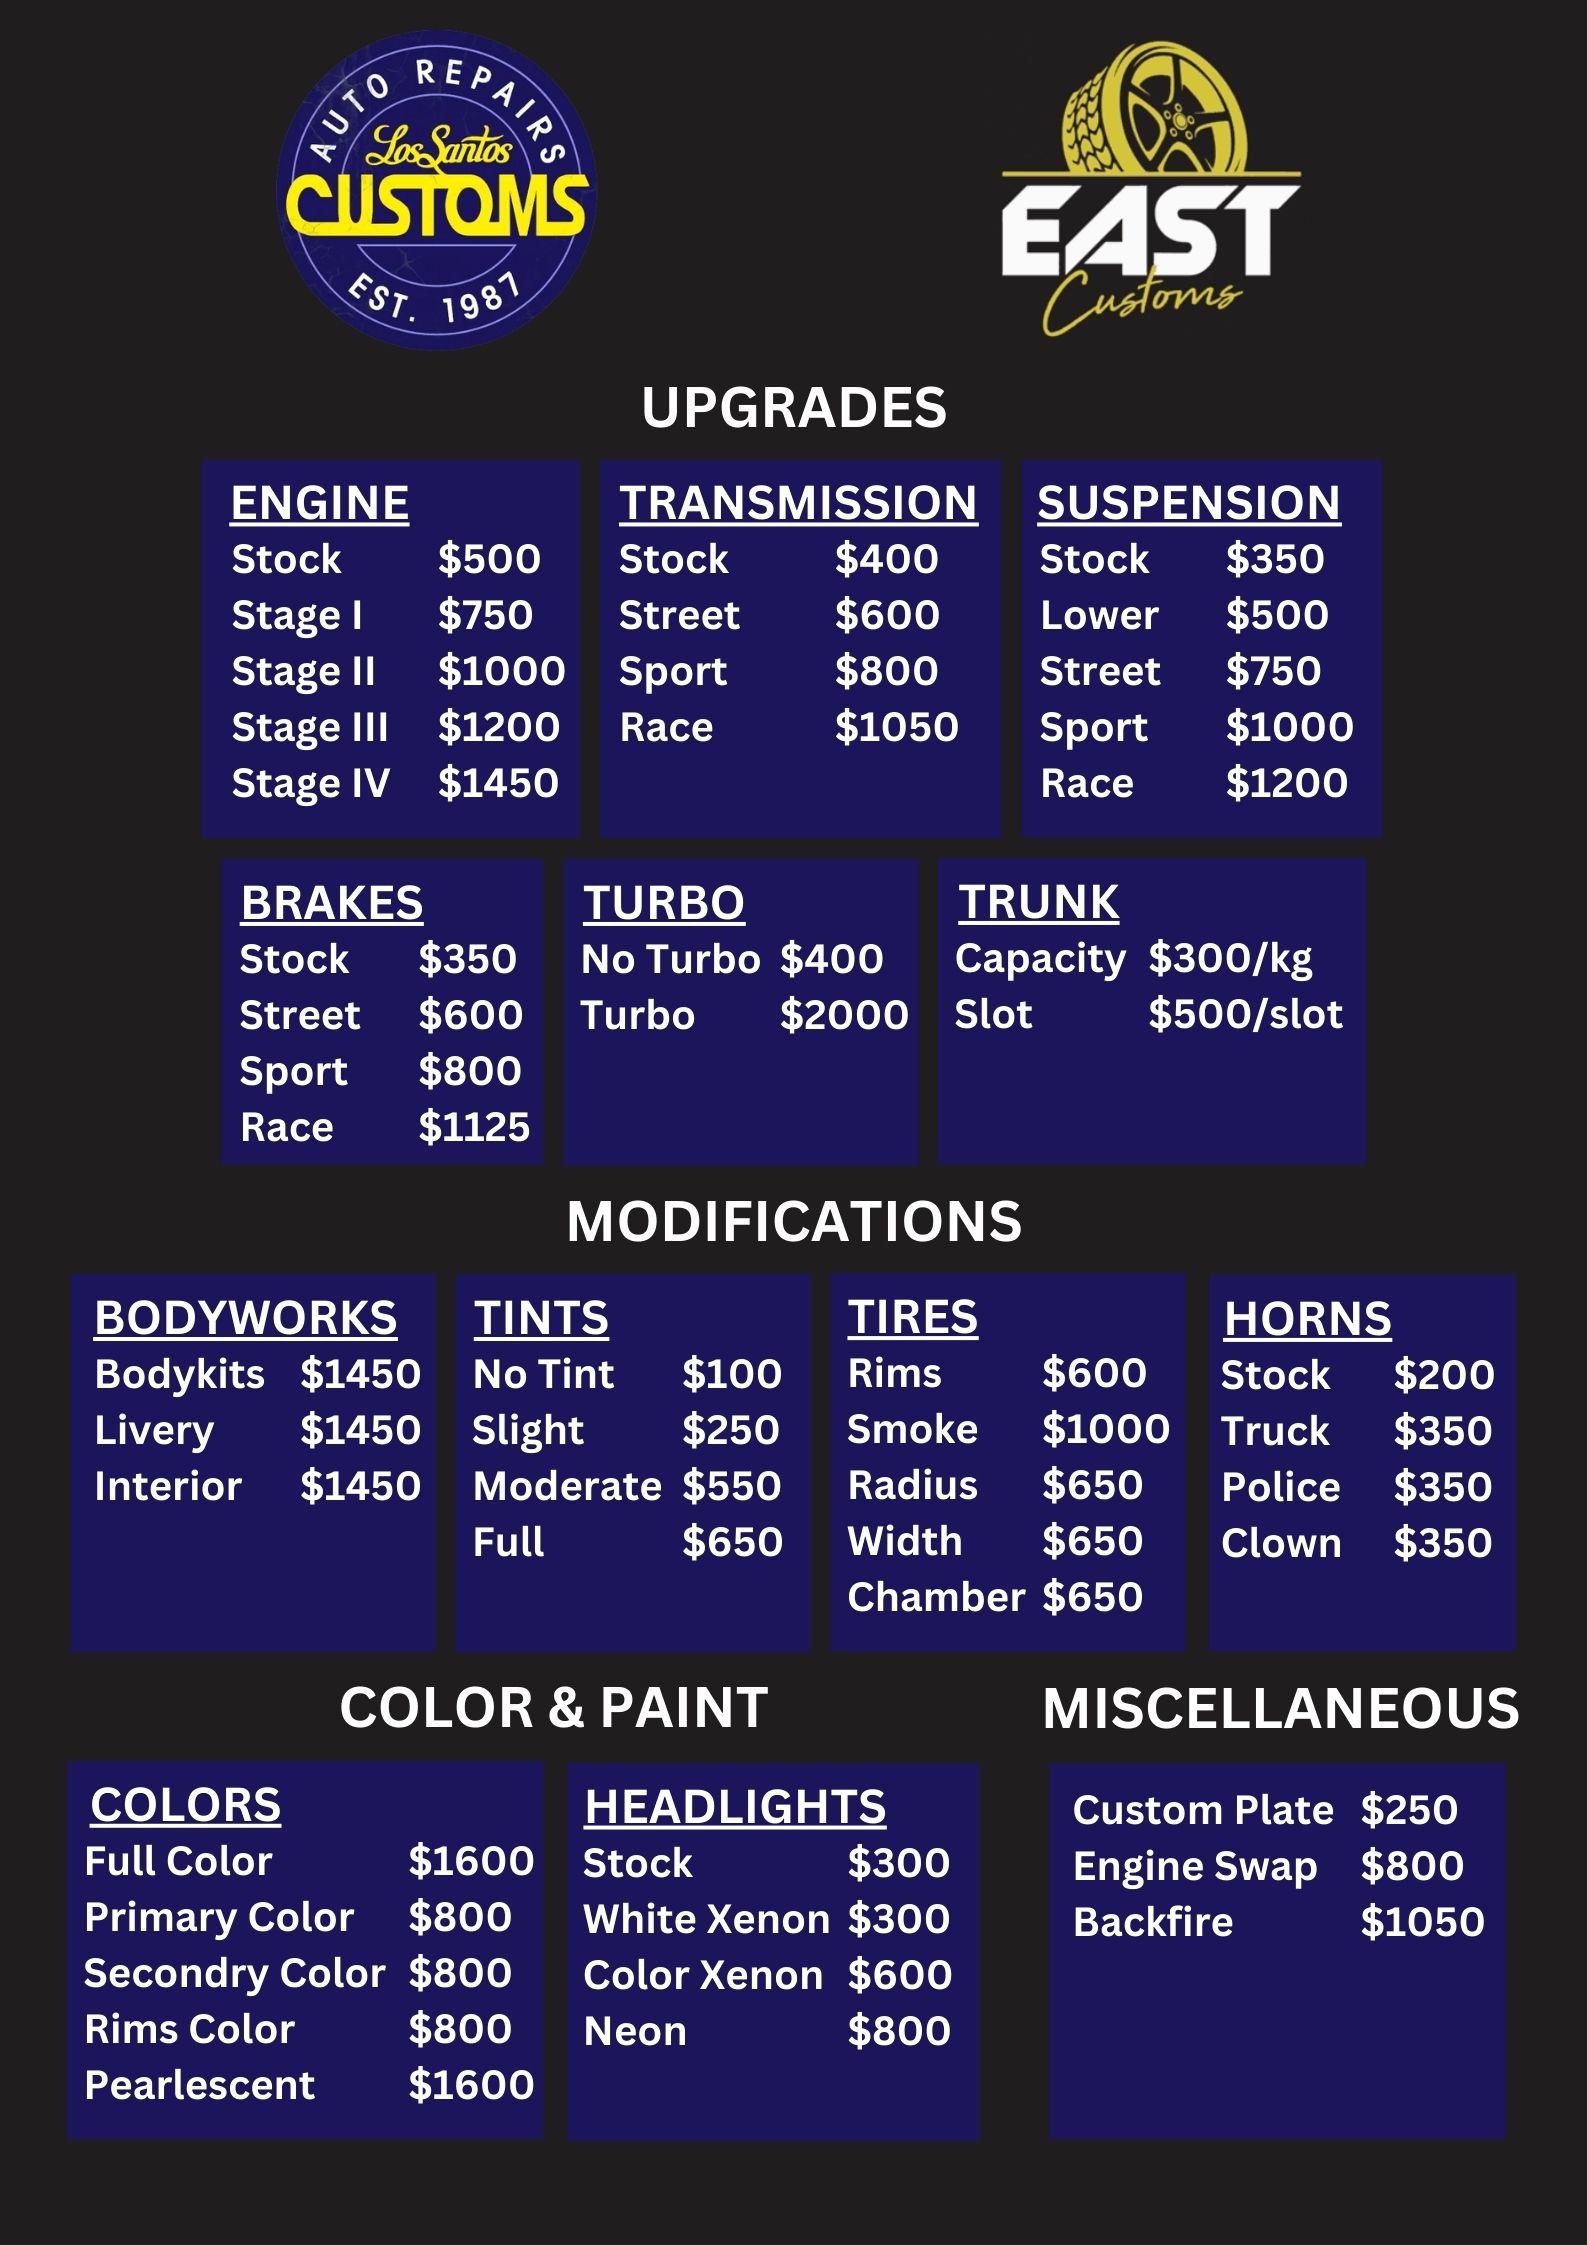 AUTO REPAIRS
Los Santos
CUSTOMS
EST. 1987
EAST
Customs
UPGRADES
ENGINE
Stock $500
Stage I $750
Stage II $1000
Stage III $1200
Stage IV $1450
TRANSMISSION
Stock $400
Street $600
Sport $800
Race $1050
SUSPENSION
Stock $350
Lower $500
Street $750
Sport $1000
Race $1200
BRAKES
Stock $350
Street $600
Sport $800
Race $1125
TURBO
No Turbo $400
Turbo $2000
TRUNK
Capacity $300/kg
Slot $500/slot
MODIFICATIONS
BODYWORKS
Bodykits $1450
Livery $1450
Interior $1450
TINTS
No Tint $100
Slight $250
Moderate $550
Full $650
TIRES
Rims $600
Smoke $1000
Radius $650
Width $650
Chamber $650
HORNS
Stock $200
Truck $350
Police $350
Clown $350
COLOR & PAINT
COLORS
Full Color $1600
Primary Color $800
Secondry Color $800
Rims Color $800
Pearlescent $1600
HEADLIGHTS
Stock $300
White Xenon $300
Color Xenon $600
Neon $800
MISCELLANEOUS
Custom Plate $250
Engine Swap $800
Backfire $1050